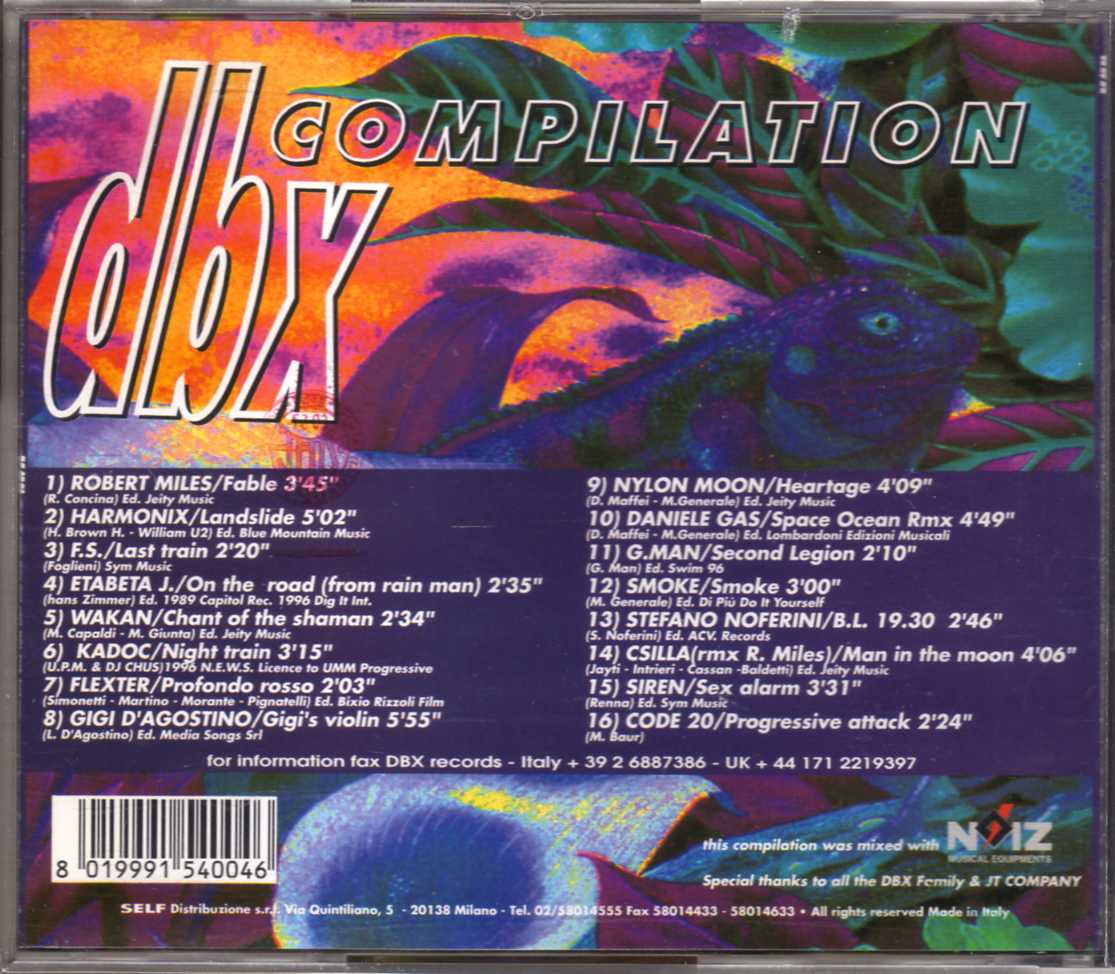 dbx COMPILATION
1) ROBERT MILES/Fable 3'45"
(R. Concina) Ed. Jeity Music
2) HARMONIX/Landslide 5'02"
(H. Brown H. - William U2) Ed. Blue Mountain Music
3) F.S./Last train 2'20"
(Foglieni) Sym Music
4) ETABETA J./On the road (from rain man) 2'35"
(hans Zimmer) Ed. 1989 Capitol Rec. 1996 Dig It Int.
5) WAKAN/Chant of the shaman 2'34"
(M. Capaldi - M. Giunta) Ed. Jeity Music
6) KADOC/Night train 3'15"
(U.P.M. & DJ CHUS)1996 N.E.W.S. Licence to UMM Progressive
7) FLEXTER/Profondo rosso 2'03"
(Simonetti - Martino - Morante - Pignatelli) Ed. Bixio Rizzoli Film
8) GIGI D'AGOSTINO/Gigi's violin 5'55"
(L. D'Agostino) Ed. Media Songs Srl
9) NYLON MOON/Heartage 4'09"
(D. Maffei - M.Generale) Ed. Jeity Music
10) DANIELE GAS/Space Ocean Rmx 4'49"
(D. Maffei - M.Generale) Ed. Lombardoni Edizioni Musicali
11) G.MAN/Second Legion 2'10"
(G. Man) Ed. Swim 96
12) SMOKE/Smoke 3'00"
(M. Generale) Ed. Di Più Do It Yourself
13) STEFANO NOFERINI/B.L. 19.30 2'46"
(S. Noferini) Ed. ACV. Records
14) CSILLA(rmx R. Miles)/Man in the moon 4'06"
(Jayti - Intrieri - Cassan -Baldetti) Ed. Jeity Music
15) SIREN/Sex alarm 3'31"
(Renna) Ed. Sym Music
16) CODE 20/Progressive attack 2'24"
(M. Baur)
for information fax DBX records - Italy + 39 2 6887386 - UK + 44 171 2219397
8 019991 540046
this compilation was mixed with NOIZ
MUSICAL EQUIPMENTS
Special thanks to all the DBX Family & JT COMPANY
SELF Distribuzione s.r.l. Via Quintiliano, 5 - 20138 Milano - Tel. 02/58014555 Fax 58014433 - 58014633 • All rights reserved Made in Italy